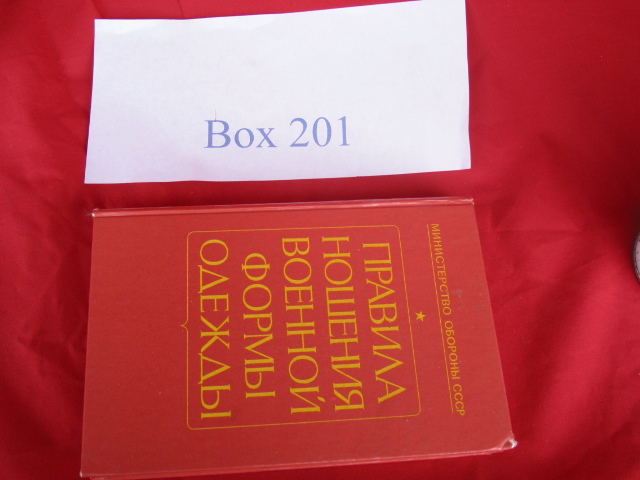 Box 201
МИНИСТЕРСТВО ОБОРОНЫ СССР
ПРАВИЛА
НОШЕНИЯ
ВОЕННОЙ
ФОРМЫ
ОДЕЖДЫ